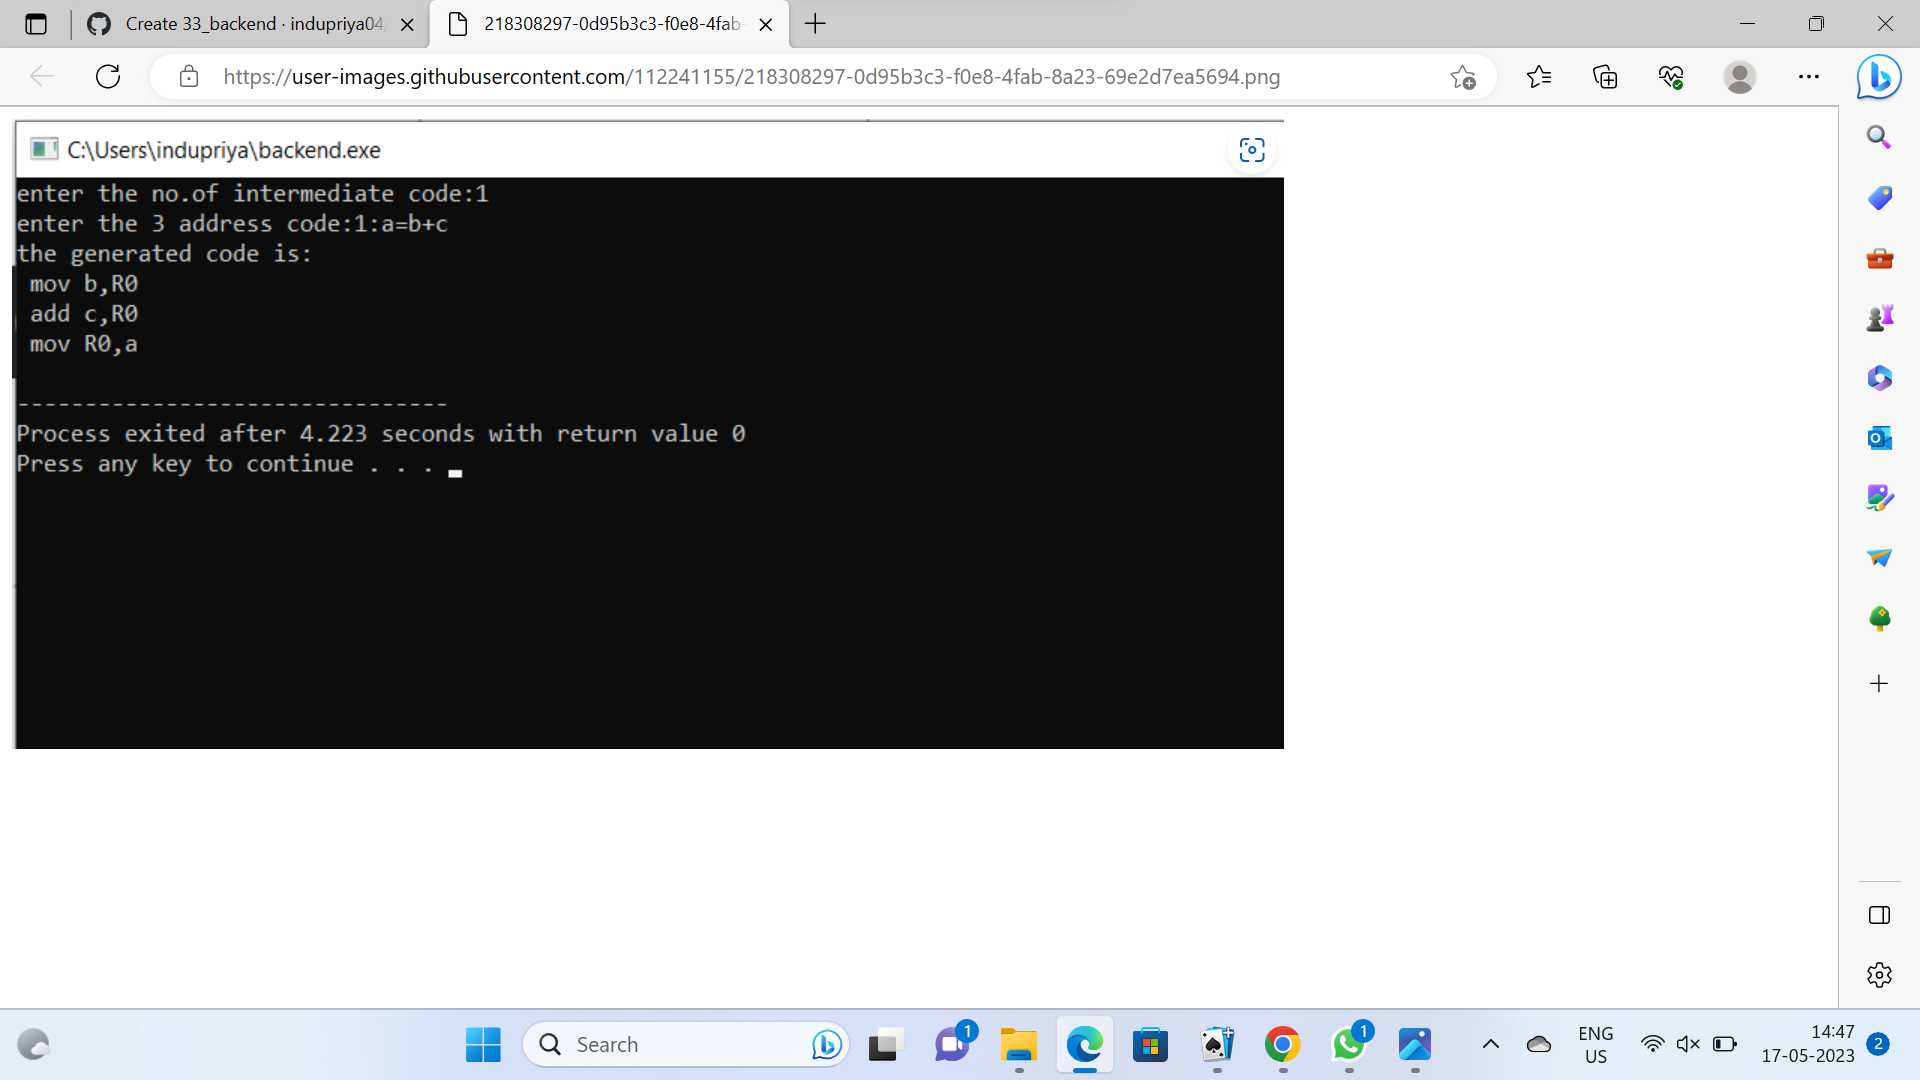 Create 33_backend · indupriya04
218308297-0d95b3c3-f0e8-4fab-
https://user-images.githubusercontent.com/112241155/218308297-0d95b3c3-f0e8-4fab-8a23-69e2d7ea5694.png
C:\Users\indupriya\backend.exe
enter the no.of intermediate code:1
enter the 3 address code:1:a=b+c
the generated code is:
mov b,R0
add c,R0
mov R0,a
--------------------------------
Process exited after 4.223 seconds with return value 0
Press any key to continue . . .
Search
1
1
ENG
US
14:47
17-05-2023
2